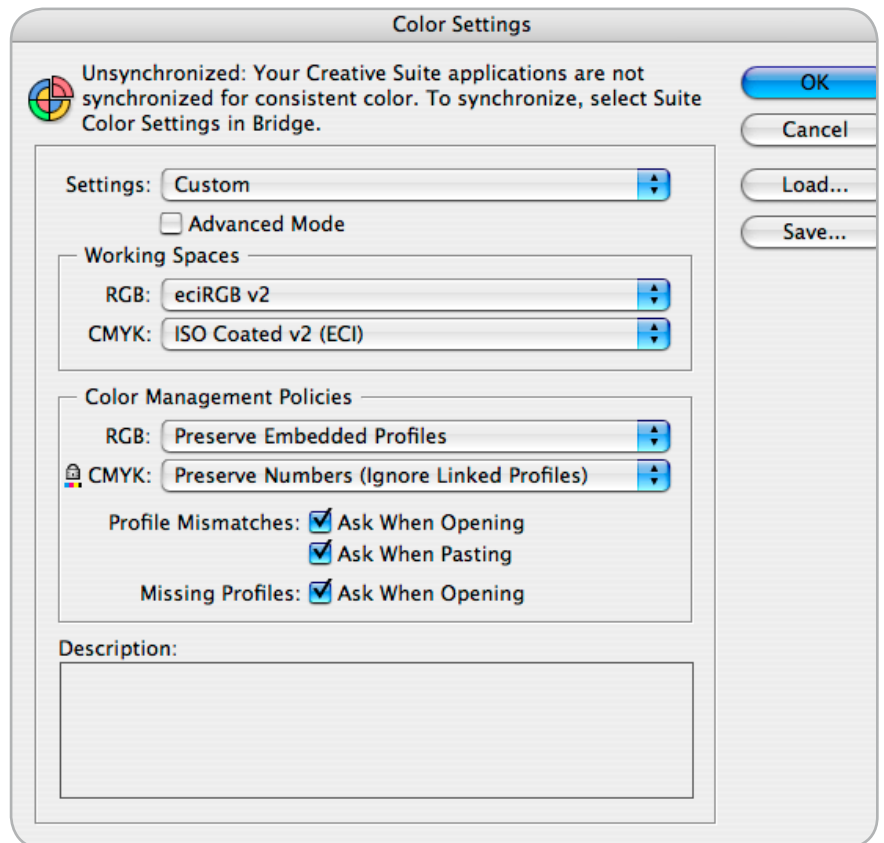 Color Settings
Unsynchronized: Your Creative Suite applications are not
synchronized for consistent color. To synchronize, select Suite
Color Settings in Bridge.
OK
Cancel
Load...
Save...
Settings: Custom
Advanced Mode
Working Spaces
RGB: eciRGB v2
CMYK: ISO Coated v2 (ECI)
Color Management Policies
RGB: Preserve Embedded Profiles
CMYK: Preserve Numbers (Ignore Linked Profiles)
Profile Mismatches: Ask When Opening
Ask When Pasting
Missing Profiles: Ask When Opening
Description: